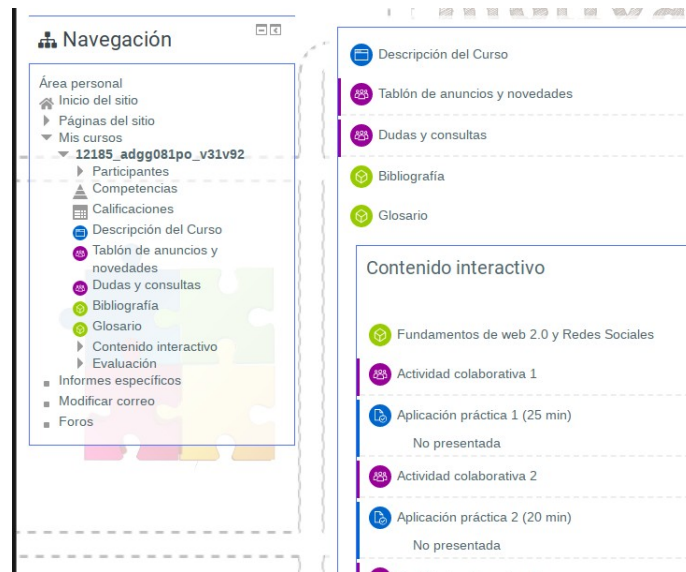 Navegación
Área personal
Inicio del sitio
Páginas del sitio
Mis cursos
12185_adgg081po_v31v92
Participantes
Competencias
Calificaciones
Descripción del Curso
Tablón de anuncios y
novedades
Dudas y consultas
Bibliografía
Glosario
Contenido interactivo
Evaluación
Informes específicos
Modificar correo
Foros
Descripción del Curso
Tablón de anuncios y novedades
Dudas y consultas
Bibliografía
Glosario
Contenido interactivo
Fundamentos de web 2.0 y Redes Sociales
Actividad colaborativa 1
Aplicación práctica 1 (25 min)
No presentada
Actividad colaborativa 2
Aplicación práctica 2 (20 min)
No presentada